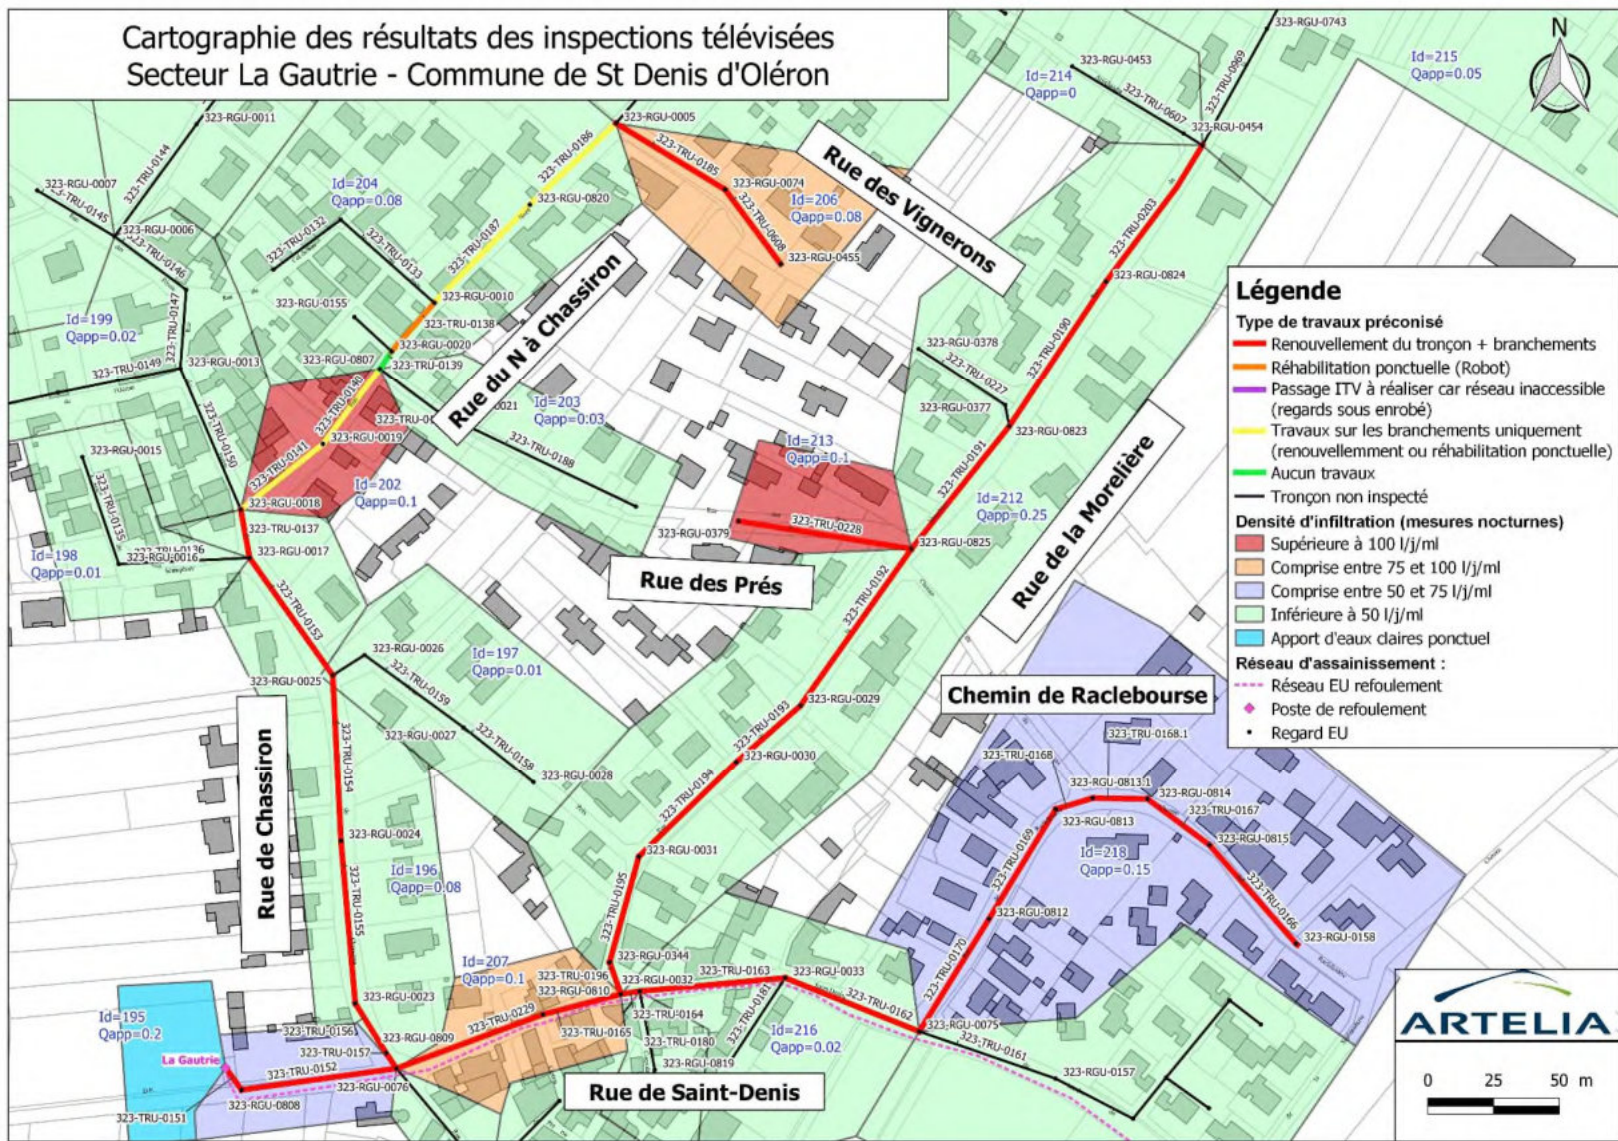 Cartographie des résultats des inspections télévisées
Secteur La Gautrie - Commune de St Denis d'Oléron
N
323-RGU-0743
323-TRU-0969
323-RGU-0453
323-TRU-0607
323-RGU-0454
Id=214
Qapp=0
Id=215
Qapp=0.05
323-RGU-0011
323-TRU-0144
323-RGU-0007
323-TRU-0145
323-RGU-0006
323-TRU-0146
323-TRU-0147
Id=204
Qapp=0.08
323-TRU-0132
323-TRU-0133
323-RGU-0005
323-TRU-0186
323-TRU-0185
323-RGU-0074
323-RGU-0820
323-TRU-0187
323-TRU-0608
323-RGU-0455
Id=206
Qapp=0.08
Rue des Vignerons
323-TRU-0203
323-RGU-0824
323-RGU-0010
323-RGU-0155
323-TRU-0138
323-RGU-0020
323-RGU-0807
323-TRU-0139
Rue du N à Chassiron
Id=199
Qapp=0.02
323-TRU-0149
323-RGU-0013
323-TRU-0150
323-TRU-0140
323-RGU-0019
323-TRU-0141
323-RGU-0018
Id=202
Qapp=0.1
Id=203
Qapp=0.03
323-TRU-0188
323-RGU-0378
323-TRU-0227
323-RGU-0377
323-RGU-0823
323-TRU-0190
323-TRU-0191
Id=213
Qapp=0.1
323-TRU-0228
323-RGU-0379
323-RGU-0825
Id=212
Qapp=0.25
Rue de la Morelière
Rue des Prés
323-RGU-0015
323-TRU-0135
323-TRU-0136
323-RGU-0016
323-TRU-0137
323-RGU-0017
Id=198
Qapp=0.01
323-TRU-0153
323-TRU-0192
323-RGU-0026
323-RGU-0025
323-TRU-0159
Id=197
Qapp=0.01
323-RGU-0027
323-TRU-0158
323-RGU-0028
323-RGU-0029
323-TRU-0193
323-RGU-0030
323-TRU-0194
323-RGU-0031
323-TRU-0195
Rue de Chassiron
323-TRU-0154
323-RGU-0024
323-TRU-0155
Id=196
Qapp=0.08
323-RGU-0023
Chemin de Raclebourse
323-TRU-0168.1
323-TRU-0168
323-RGU-0813.1
323-RGU-0814
323-RGU-0813
323-TRU-0167
323-RGU-0815
323-TRU-0169
Id=218
Qapp=0.15
323-TRU-0166
323-RGU-0812
323-RGU-0158
323-TRU-0170
Id=207
Qapp=0.1
323-RGU-0344
323-TRU-0196
323-RGU-0032
323-TRU-0163
323-RGU-0033
323-RGU-0810
323-TRU-0229
323-TRU-0165
323-TRU-0164
323-TRU-0180
323-RGU-0819
323-TRU-0181
323-TRU-0162
Id=216
Qapp=0.02
323-RGU-0075
323-TRU-0161
323-RGU-0157
Id=195
Qapp=0.2
La Gautrie
323-TRU-0156
323-RGU-0809
323-TRU-0157
323-TRU-0152
323-RGU-0076
323-RGU-0808
323-TRU-0151
Rue de Saint-Denis
Légende
Type de travaux préconisé
Renouvellement du tronçon + branchements
Réhabilitation ponctuelle (Robot)
Passage ITV à réaliser car réseau inaccessible
(regards sous enrobé)
Travaux sur les branchements uniquement
(renouvellemment ou réhabilitation ponctuelle)
Aucun travaux
Tronçon non inspecté
Densité d'infiltration (mesures nocturnes)
Supérieure à 100 l/j/ml
Comprise entre 75 et 100 l/j/ml
Comprise entre 50 et 75 l/j/ml
Inférieure à 50 l/j/ml
Apport d'eaux claires ponctuel
Réseau d'assainissement :
Réseau EU refoulement
Poste de refoulement
Regard EU
ARTELIA
0 25 50 m